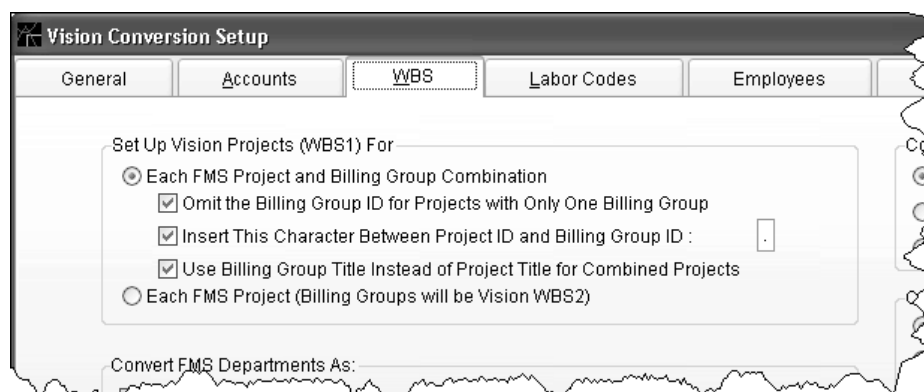 Vision Conversion Setup
General Accounts WBS Labor Codes Employees
Set Up Vision Projects (WBS1) For
Each FMS Project and Billing Group Combination
Omit the Billing Group ID for Projects with Only One Billing Group
Insert This Character Between Project ID and Billing Group ID : .
Use Billing Group Title Instead of Project Title for Combined Projects
Each FMS Project (Billing Groups will be Vision WBS2)
Convert FMS Departments As: